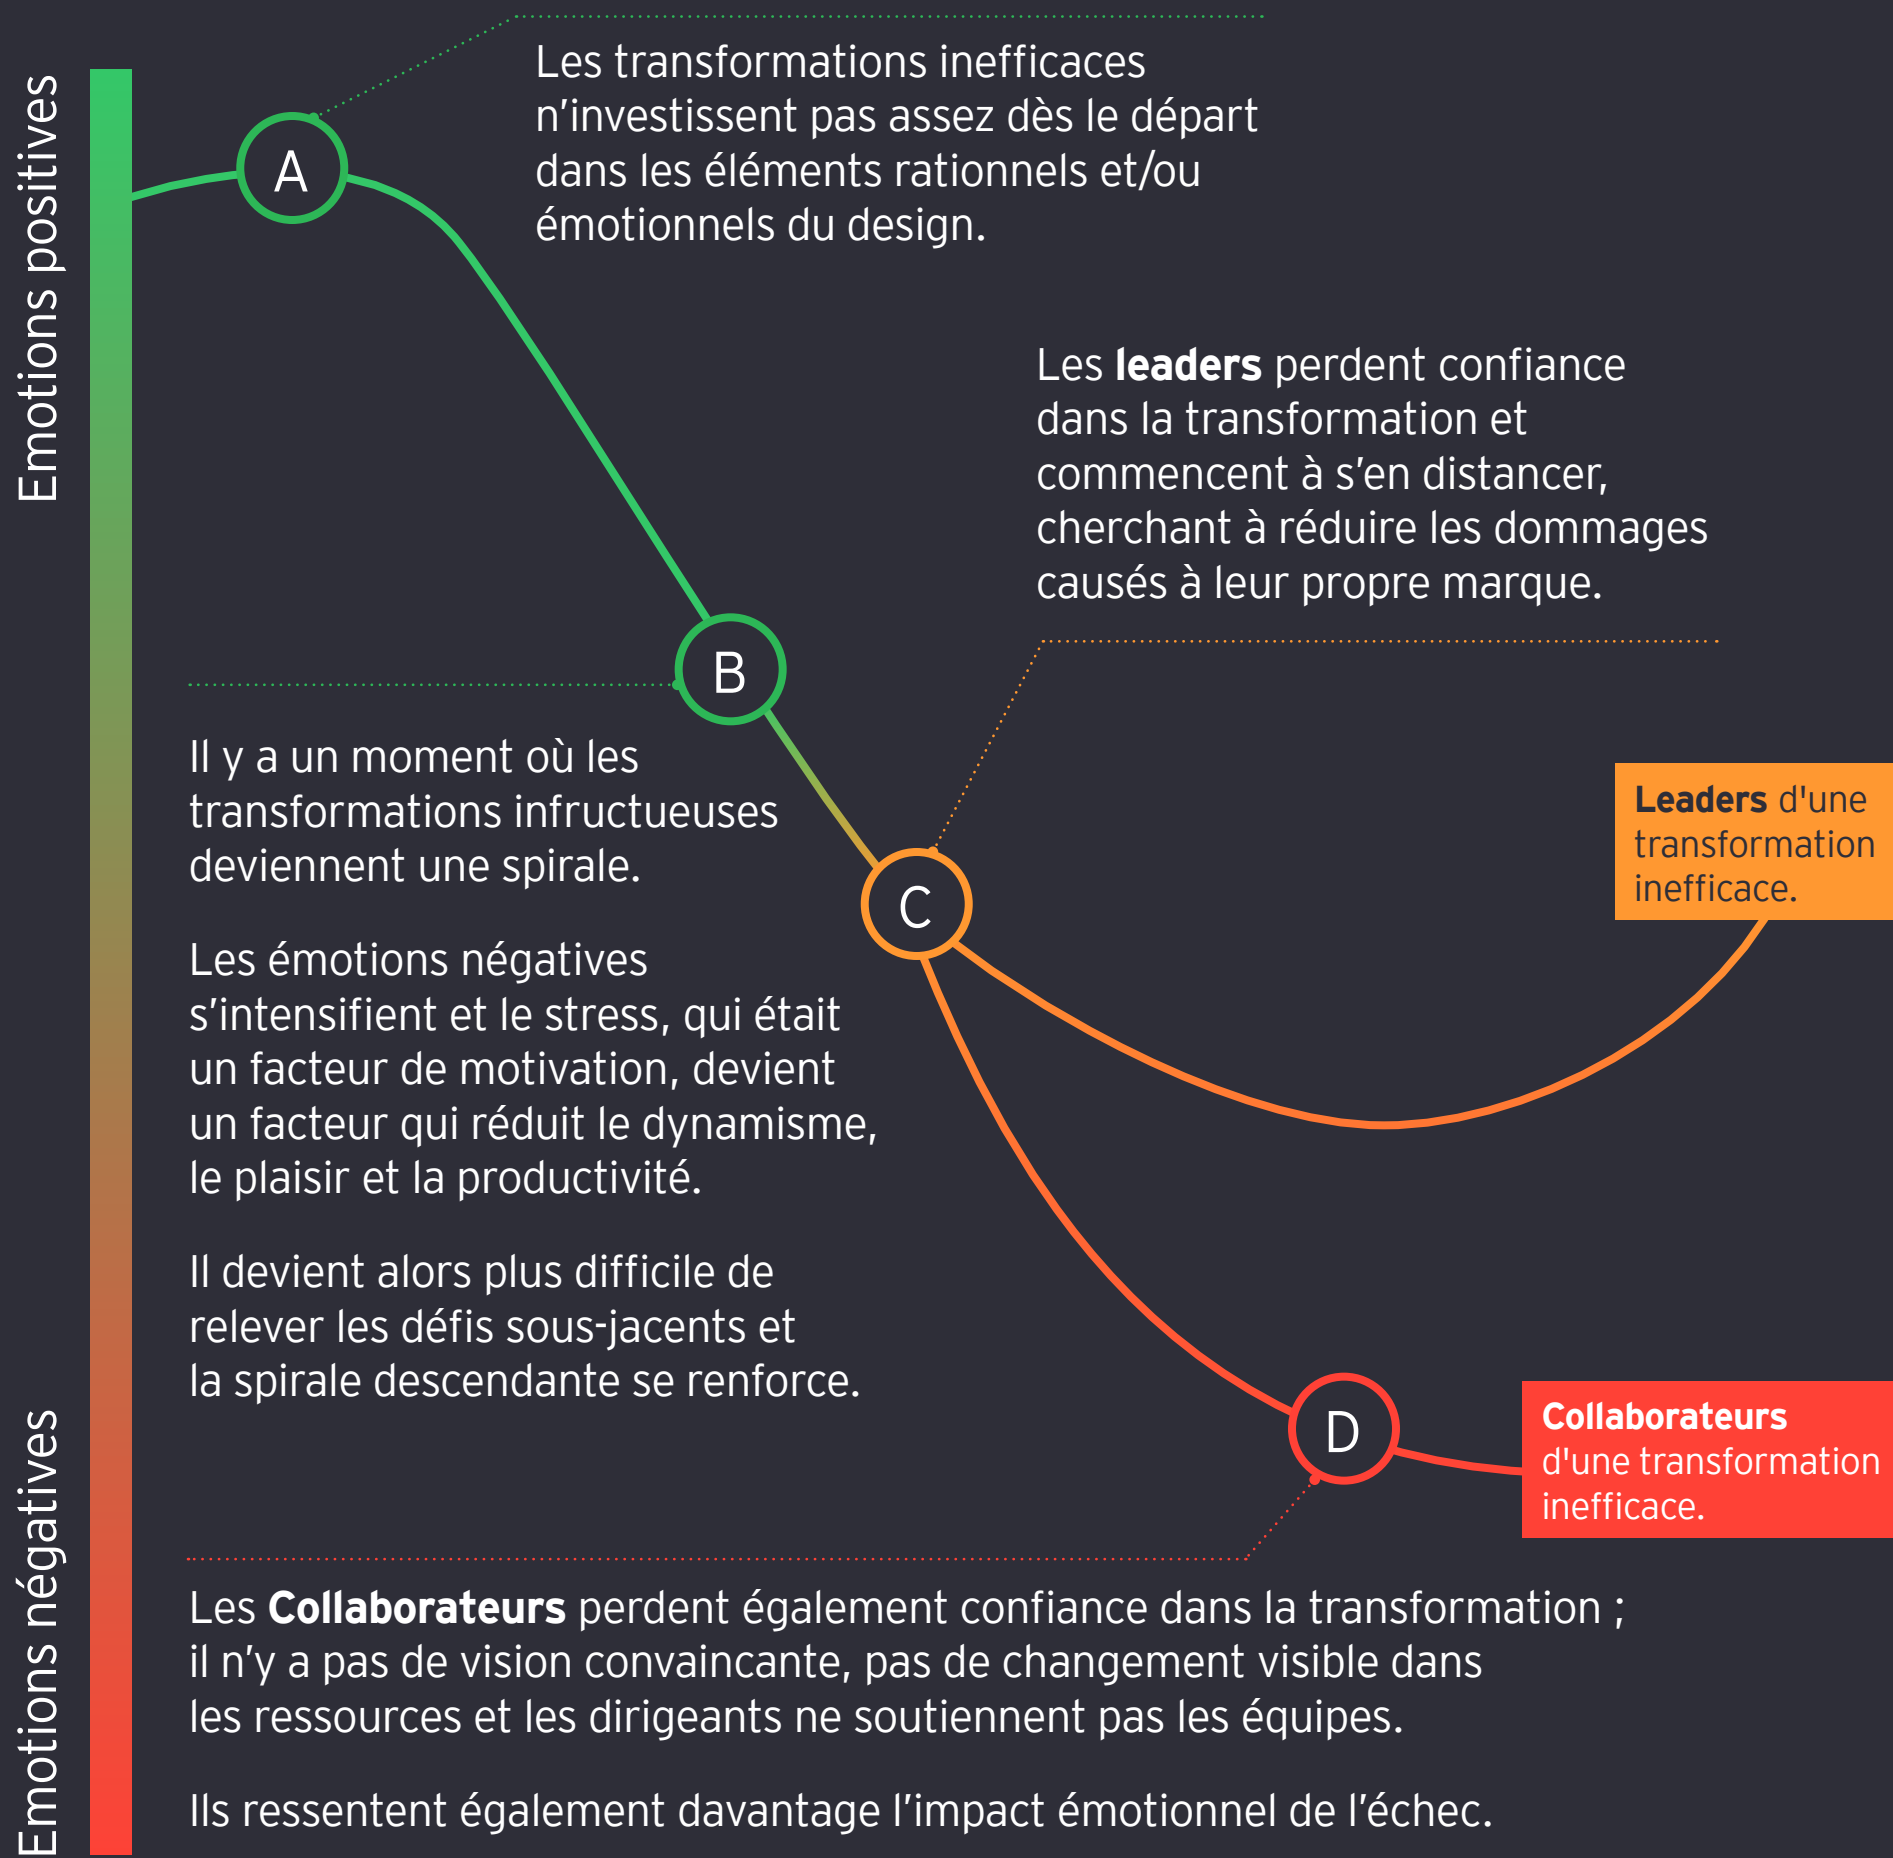 Emotions positives
A
Les transformations inefficaces
n’investissent pas assez dès le départ
dans les éléments rationnels et/ou
émotionnels du design.
B
Il y a un moment où les
transformations infructueuses
deviennent une spirale.
Les émotions négatives
s’intensifient et le stress, qui était
un facteur de motivation, devient
un facteur qui réduit le dynamisme,
le plaisir et la productivité.
Il devient alors plus difficile de
relever les défis sous-jacents et
la spirale descendante se renforce.
Les leaders perdent confiance
dans la transformation et
commencent à s’en distancer,
cherchant à réduire les dommages
causés à leur propre marque.
C
Leaders d'une
transformation
inefficace.
D
Collaborateurs
d'une transformation
inefficace.
Emotions négatives
Les Collaborateurs perdent également confiance dans la transformation ;
il n’y a pas de vision convaincante, pas de changement visible dans
les ressources et les dirigeants ne soutiennent pas les équipes.
Ils ressentent également davantage l’impact émotionnel de l’échec.